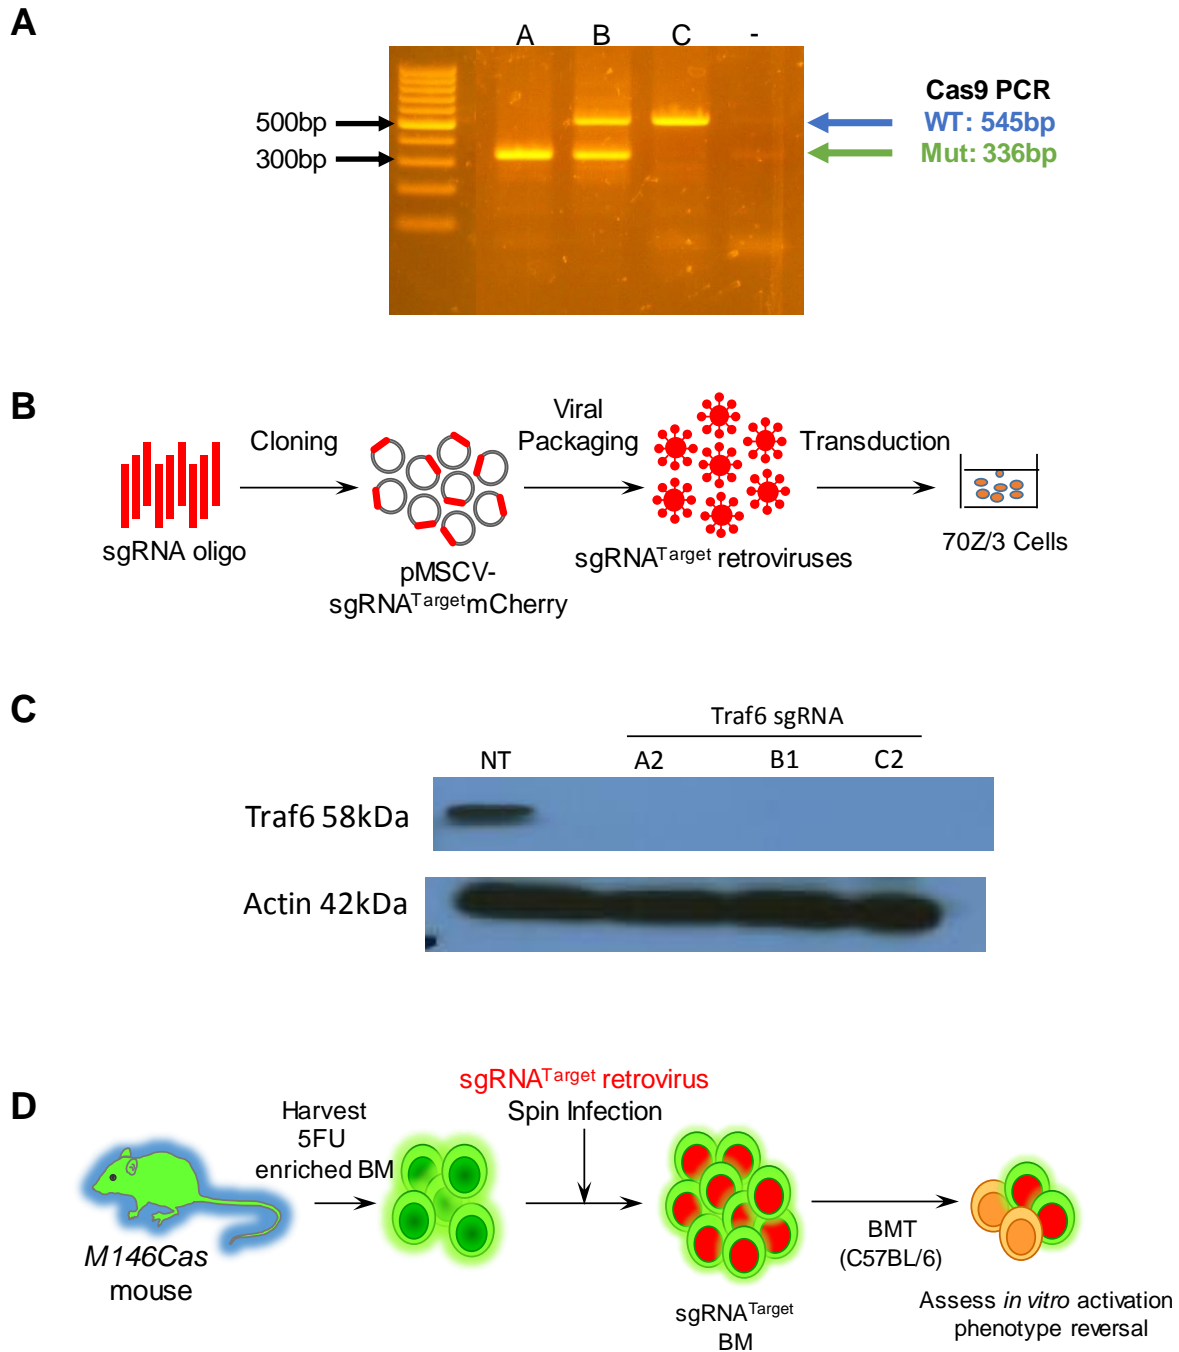 A
A B C -
500bp
300bp
Cas9 PCR
WT: 545bp
Mut: 336bp
B
sgRNA oligo
Cloning
pMSCV-
sgRNATargetmCherry
Viral
Packaging
sgRNATarget retroviruses
Transduction
70Z/3 Cells
C
Traf6 sgRNA
NT A2 B1 C2
Traf6 58kDa
Actin 42kDa
D
M146Cas
mouse
Harvest
5FU
enriched BM
sgRNATarget retrovirus
Spin Infection
sgRNATarget
BM
BMT
(C57BL/6)
Assess in vitro activation
phenotype reversal